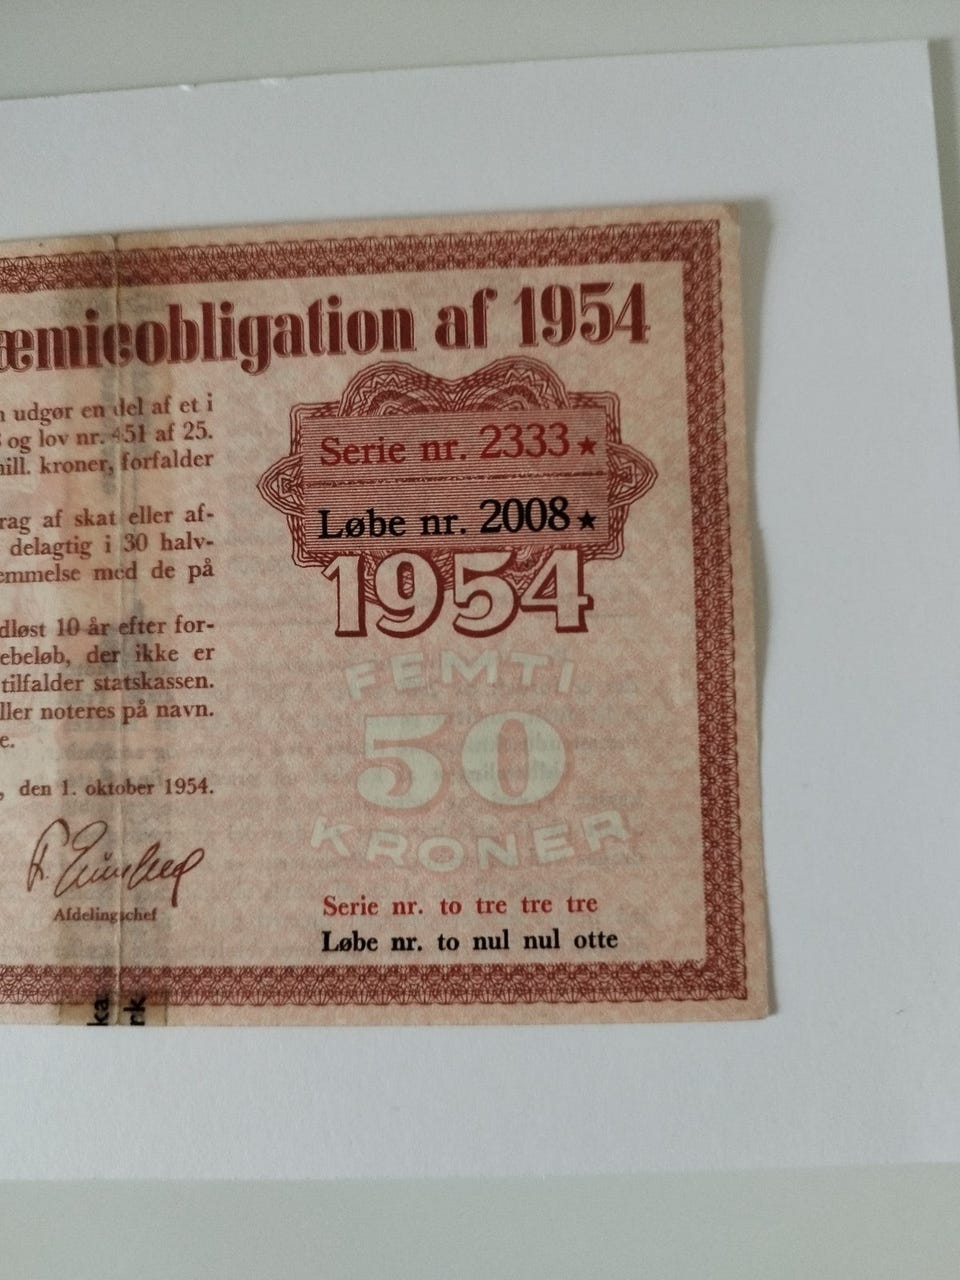 æmieobligation af 1954
udgør en del af et i
og lov nr. 451 af 25.
mill. kroner, forfalder
rag af skat eller af-
delagtig i 30 halv-
emmelse med de på
dløst 10 år efter for-
ebeløb, der ikke er
tilfalder statskassen.
ller noteres på navn.
e.
, den 1. oktober 1954.
Afdelingschef
Serie nr. 2333★
Løbe nr. 2008★
1954
FEMTI
50
KRONER
Serie nr. to tre tre tre
Løbe nr. to nul nul otte
ka
rk